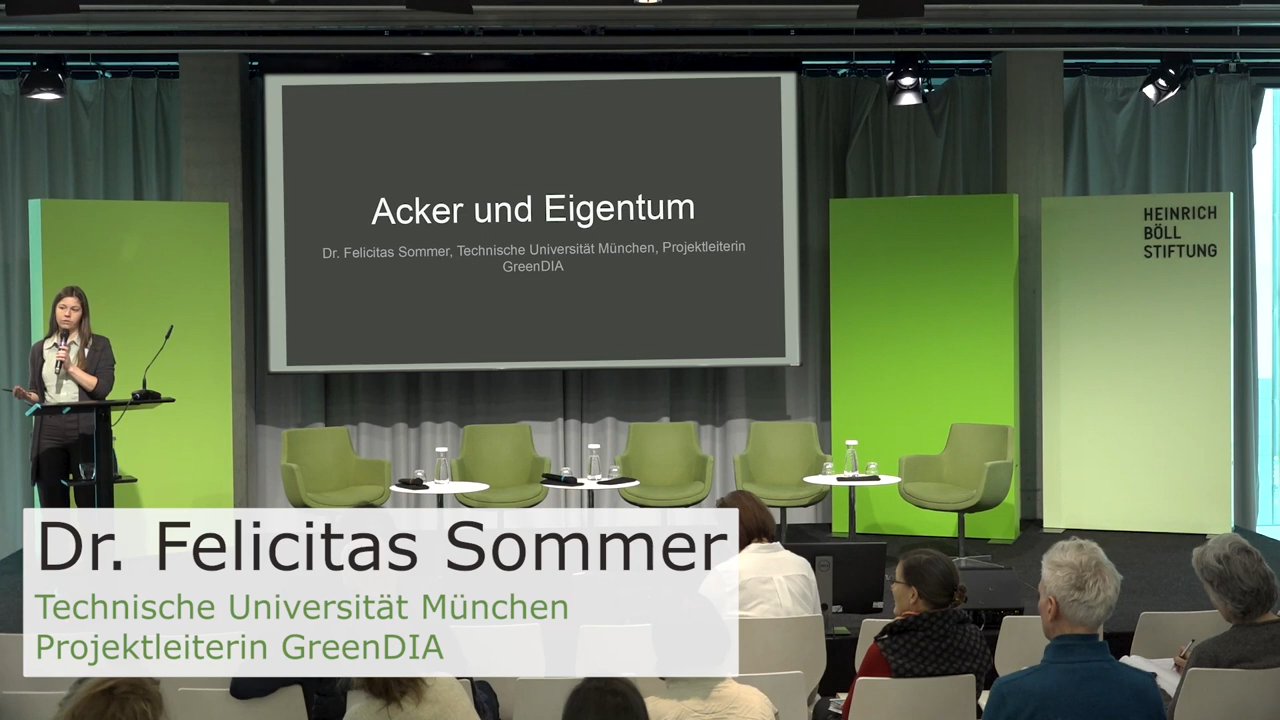 Acker und Eigentum
Dr. Felicitas Sommer, Technische Universität München, Projektleiterin
GreenDIA
HEINRICH
BÖLL
STIFTUNG
Dr. Felicitas Sommer
Technische Universität München
Projektleiterin GreenDIA